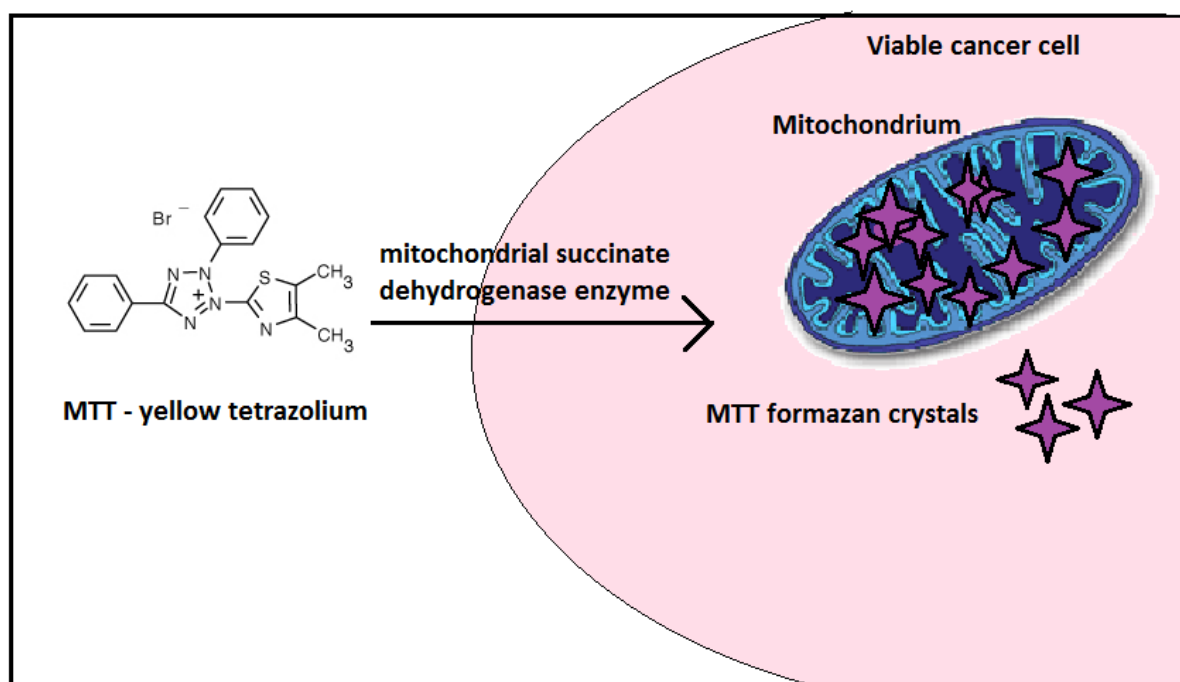 Viable cancer cell
Mitochondrium
Br −
N
N
N
+
N
S
N
CH3
CH3
mitochondrial succinate
dehydrogenase enzyme
MTT - yellow tetrazolium
MTT formazan crystals